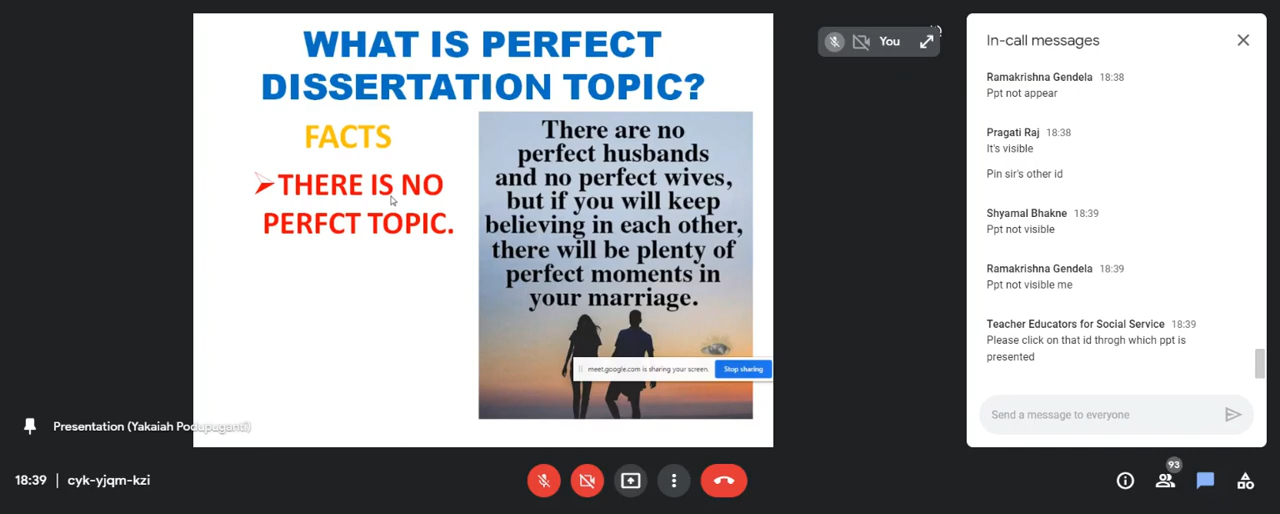 WHAT IS PERFECT
DISSERTATION TOPIC?
FACTS
THERE IS NO
PERFCT TOPIC.
There are no
perfect husbands
and no perfect wives,
but if you will keep
believing in each other,
there will be plenty of
perfect moments in
your marriage.
meet.google.com is sharing your screen.
Stop sharing
Presentation (Yakaiah Podupuganti)
18:39 | cyk-yjqm-kzi
You
In-call messages
Ramakrishna Gendela 18:38
Ppt not appear
Pragati Raj 18:38
It's visible
Pin sir's other id
Shyamal Bhakne 18:39
Ppt not visible
Ramakrishna Gendela 18:39
Ppt not visible me
Teacher Educators for Social Service 18:39
Please click on that id throgh which ppt is
presented
Send a message to everyone
93